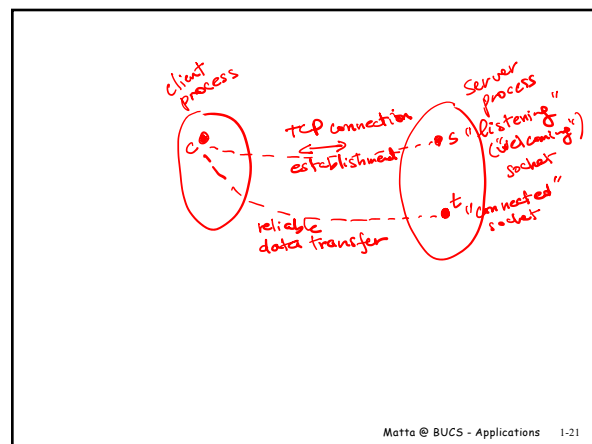 client
process
c
TCP connection
establishment
server
process
s "listening"
("welcoming")
socket
t "connected"
socket
reliable
data transfer
Matta @ BUCS - Applications 1-21